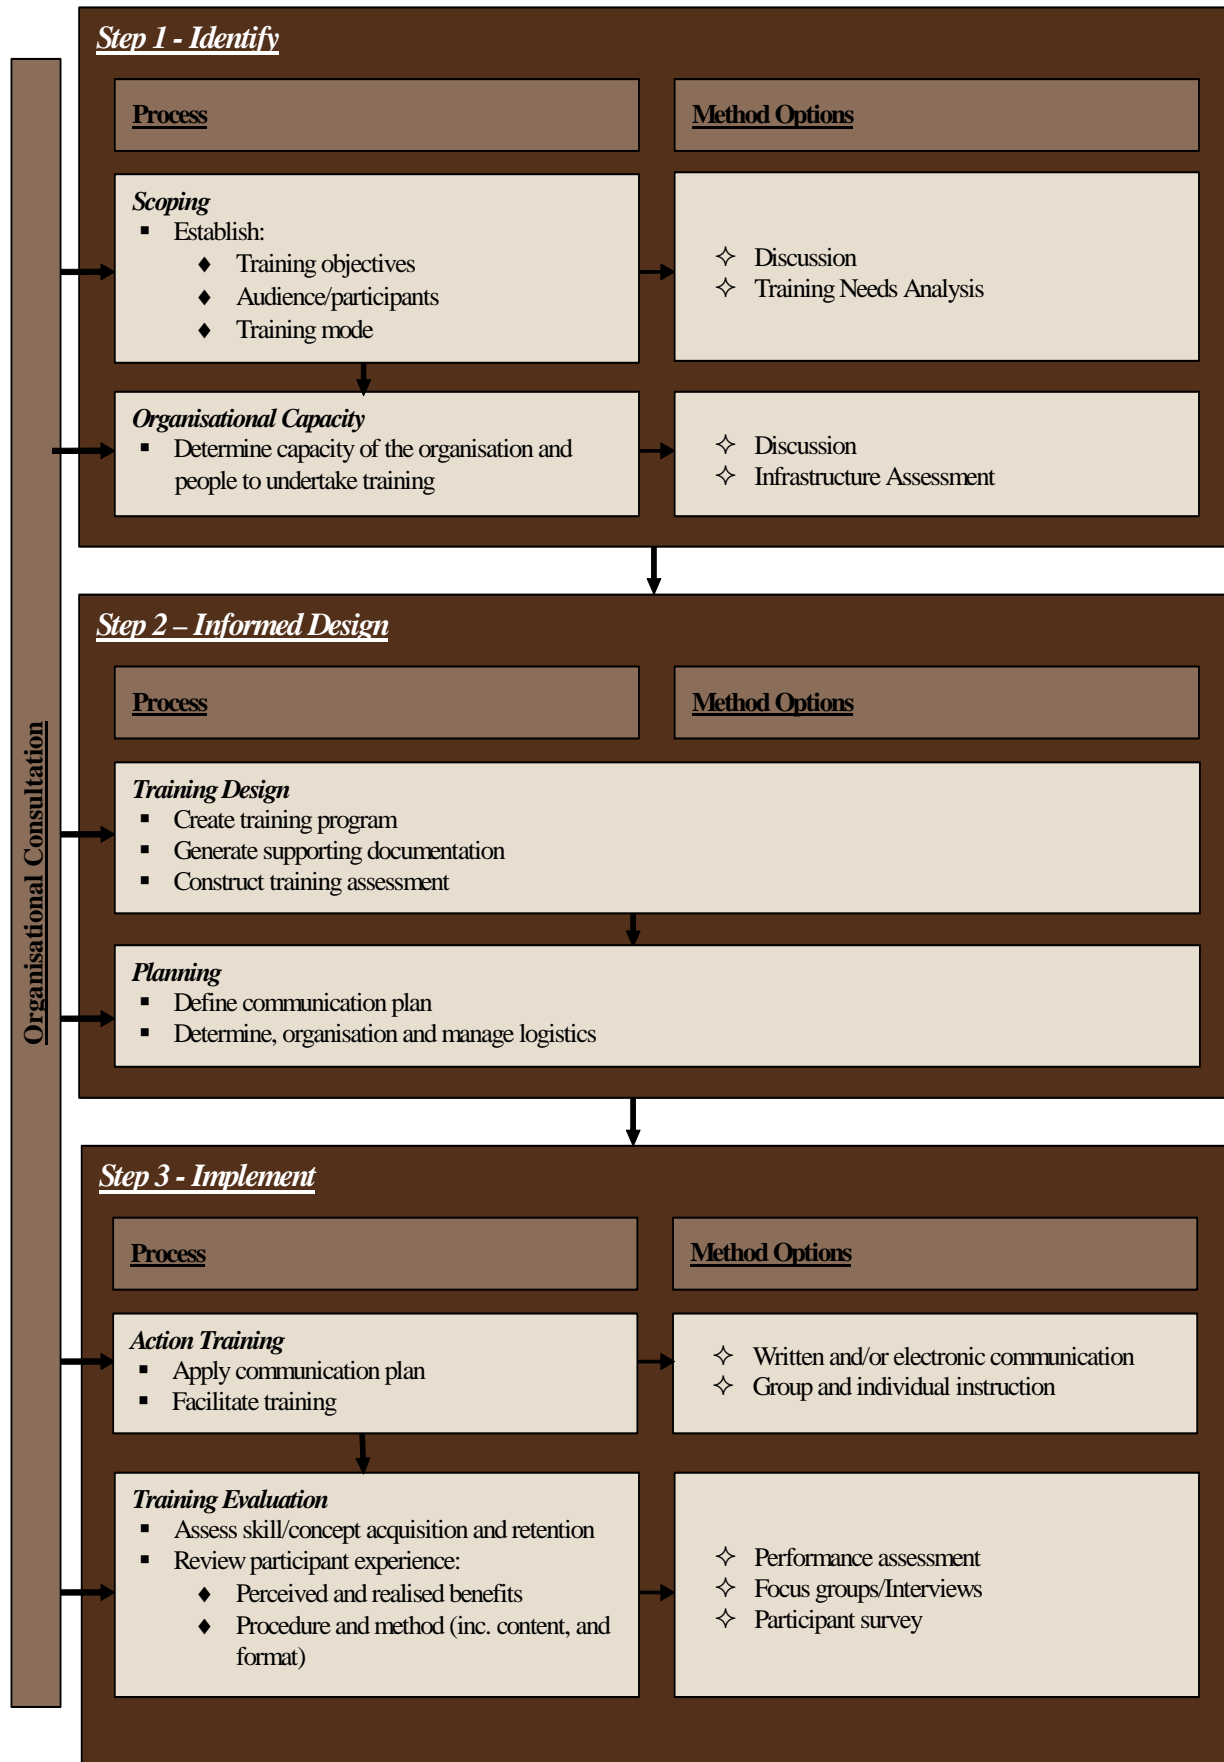 Organisational Consultation
Step 1 - Identify
Process
Method Options
Scoping
▪ Establish:
♦ Training objectives
♦ Audience/participants
♦ Training mode
✧ Discussion
✧ Training Needs Analysis
Organisational Capacity
▪ Determine capacity of the organisation and
people to undertake training
✧ Discussion
✧ Infrastructure Assessment
Step 2 – Informed Design
Process
Method Options
Training Design
▪ Create training program
▪ Generate supporting documentation
▪ Construct training assessment
Planning
▪ Define communication plan
▪ Determine, organisation and manage logistics
Step 3 - Implement
Process
Method Options
Action Training
▪ Apply communication plan
▪ Facilitate training
✧ Written and/or electronic communication
✧ Group and individual instruction
Training Evaluation
▪ Assess skill/concept acquisition and retention
▪ Review participant experience:
♦ Perceived and realised benefits
♦ Procedure and method (inc. content, and
format)
✧ Performance assessment
✧ Focus groups/Interviews
✧ Participant survey